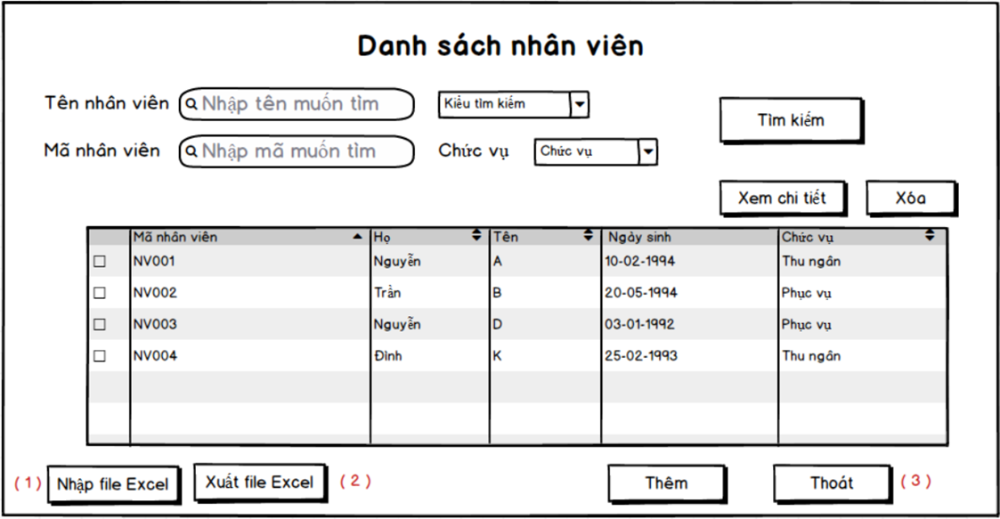 Danh sách nhân viên
Tên nhân viên Nhập tên muốn tìm Kiểu tìm kiếm Tìm kiếm
Mã nhân viên Nhập mã muốn tìm Chức vụ Chức vụ
Xem chi tiết Xóa
Mã nhân viên Họ Tên Ngày sinh Chức vụ
NV001 Nguyễn A 10-02-1994 Thu ngân
NV002 Trần B 20-05-1994 Phục vụ
NV003 Nguyễn D 03-01-1992 Phục vụ
NV004 Đình K 25-02-1993 Thu ngân
(1) Nhập file Excel Xuất file Excel (2) Thêm Thoát (3)